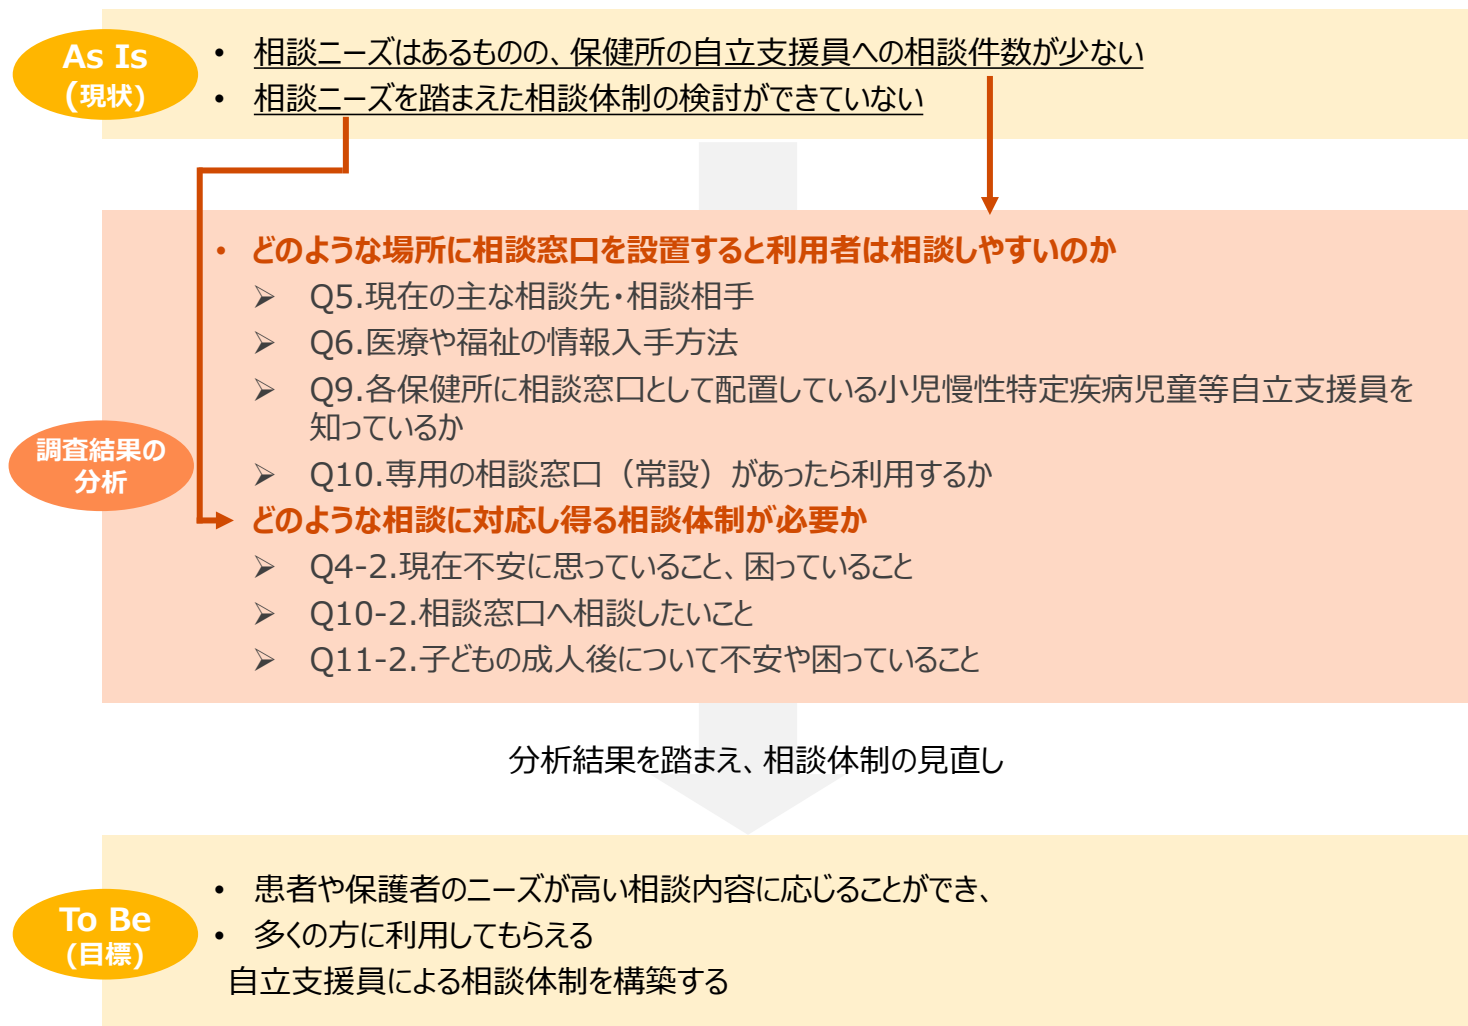 As Is
(現状)
• 相談ニーズはあるものの、保健所の自立支援員への相談件数が少ない
• 相談ニーズを踏まえた相談体制の検討ができていない
調査結果の
分析
• どのような場所に相談窓口を設置すると利用者は相談しやすいのか
➢ Q5.現在の主な相談先・相談相手
➢ Q6.医療や福祉の情報入手方法
➢ Q9.各保健所に相談窓口として配置している小児慢性特定疾病児童等自立支援員を
知っているか
➢ Q10.専用の相談窓口（常設）があったら利用するか
どのような相談に対応し得る相談体制が必要か
➢ Q4-2.現在不安に思っていること、困っていること
➢ Q10-2.相談窓口へ相談したいこと
➢ Q11-2.子どもの成人後について不安や困っていること
分析結果を踏まえ、相談体制の見直し
To Be
(目標)
• 患者や保護者のニーズが高い相談内容に応じることができ、
• 多くの方に利用してもらえる
自立支援員による相談体制を構築する